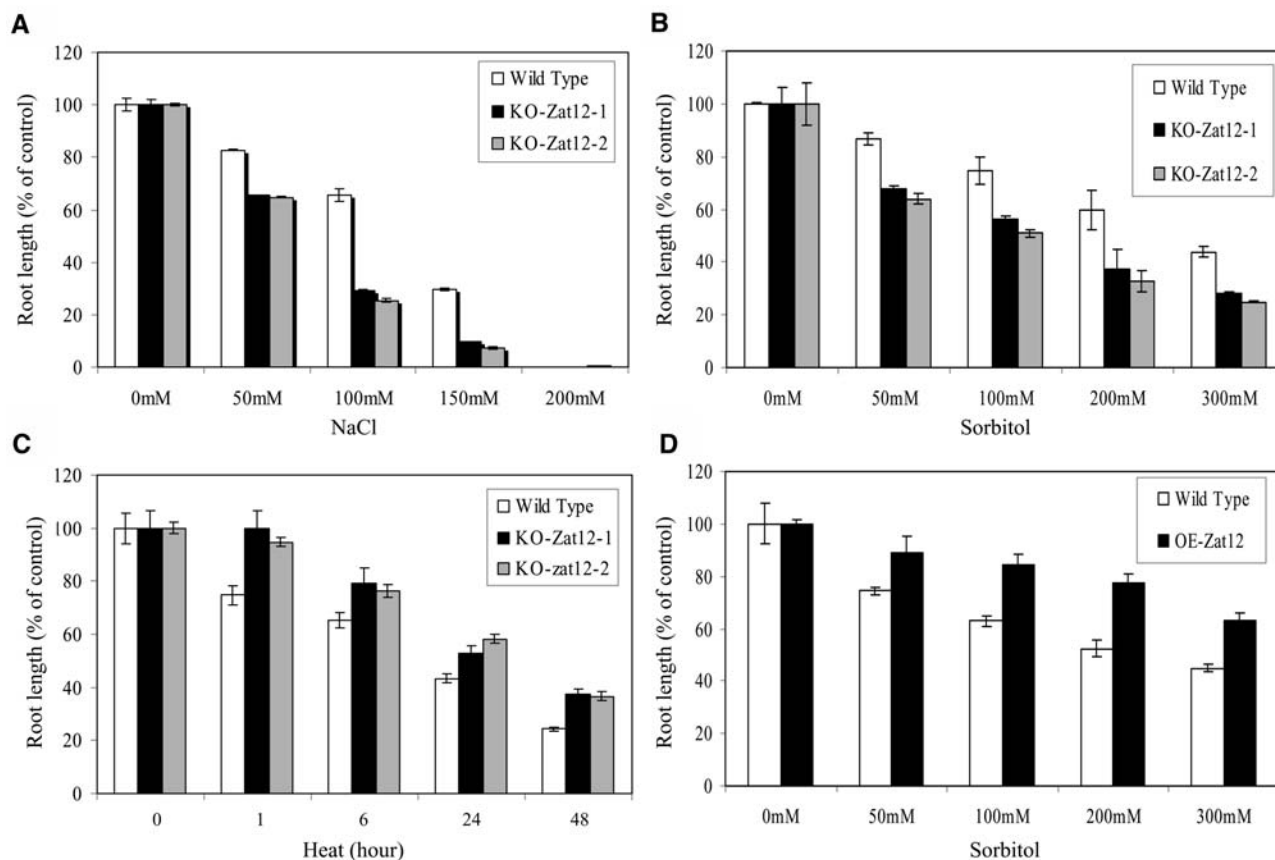 A
Root length (% of control)
120
100
80
60
40
20
0
Wild Type
KO-Zat12-1
KO-Zat12-2
0mM 50mM 100mM 150mM 200mM
NaCl
B
Root length (% of control)
120
100
80
60
40
20
0
Wild Type
KO-Zat12-1
KO-Zat12-2
0mM 50mM 100mM 200mM 300mM
Sorbitol
C
Root length (% of control)
120
100
80
60
40
20
0
Wild Type
KO-Zat12-1
KO-zat12-2
0 1 6 24 48
Heat (hour)
D
Root length (% of control)
120
100
80
60
40
20
0
Wild Type
OE-Zat12
0mM 50mM 100mM 200mM 300mM
Sorbitol